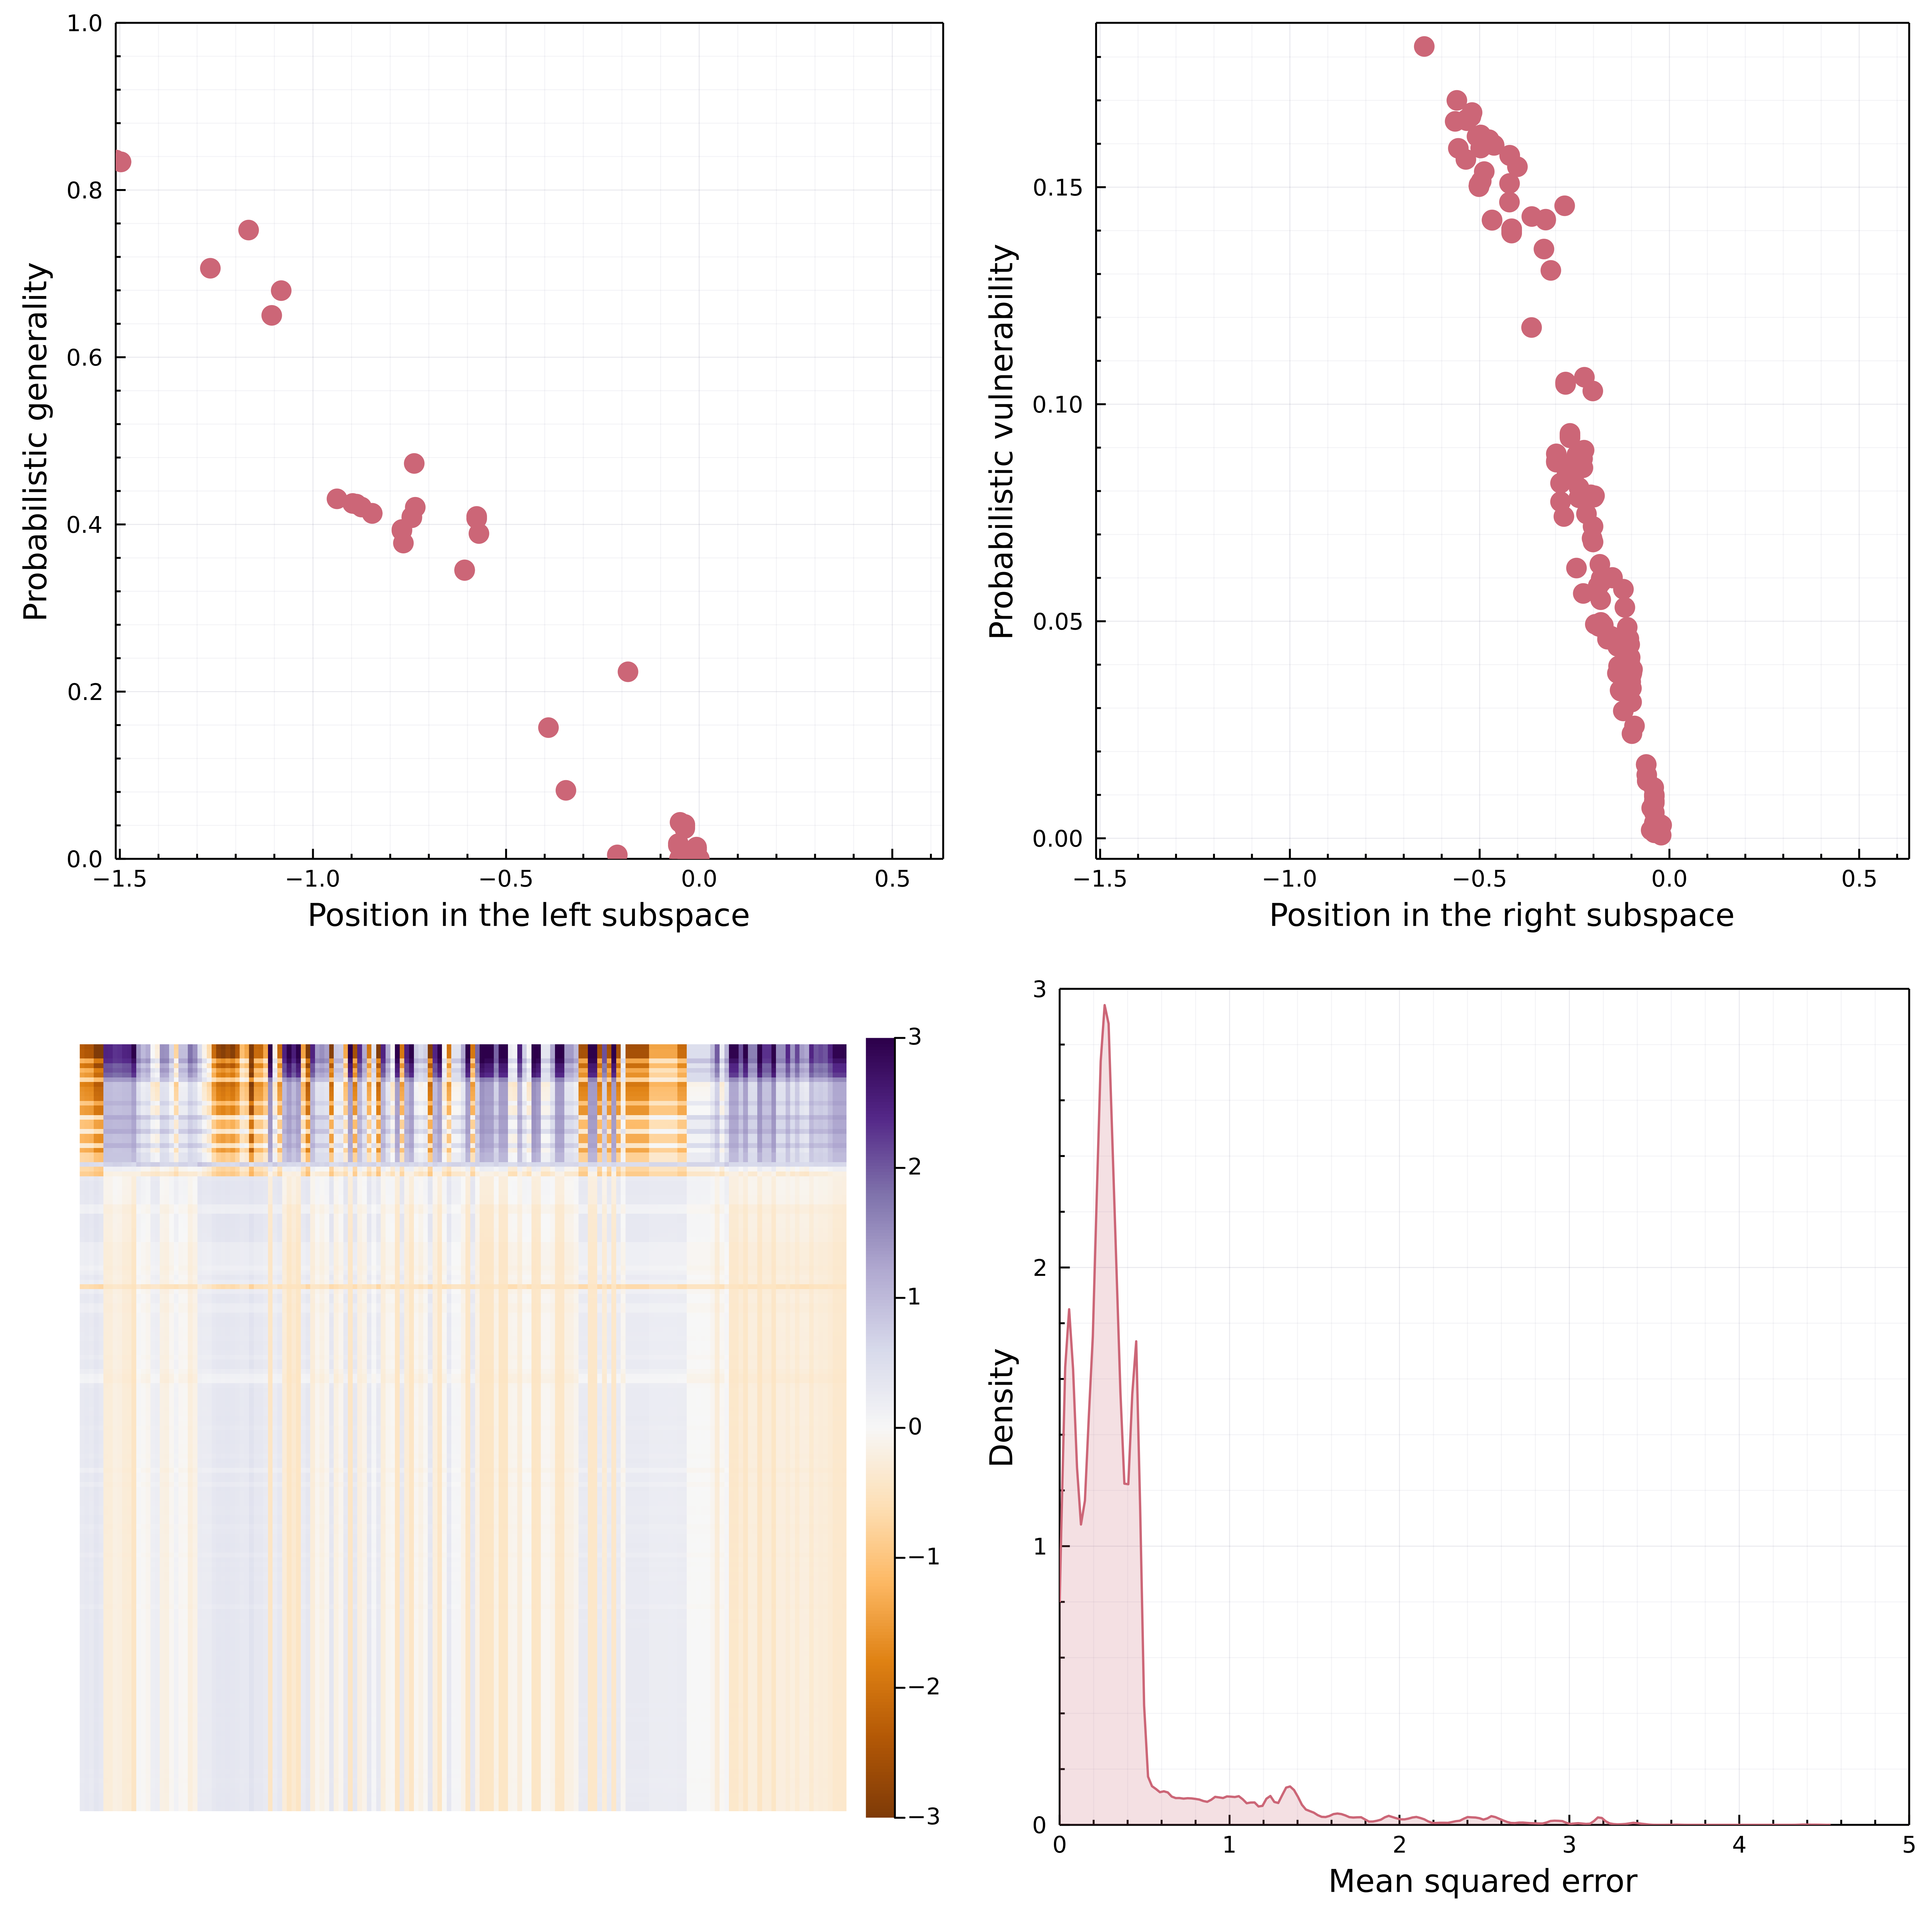 1.0
0.8
0.6
0.4
0.2
0.0
Probabilistic generality
−1.5 −1.0 −0.5 0.0 0.5
Position in the left subspace
0.15
0.10
0.05
0.00
Probabilistic vulnerability
−1.5 −1.0 −0.5 0.0 0.5
Position in the right subspace
3
2
1
0
−1
−2
−3
3
2
1
0
Density
0 1 2 3 4 5
Mean squared error